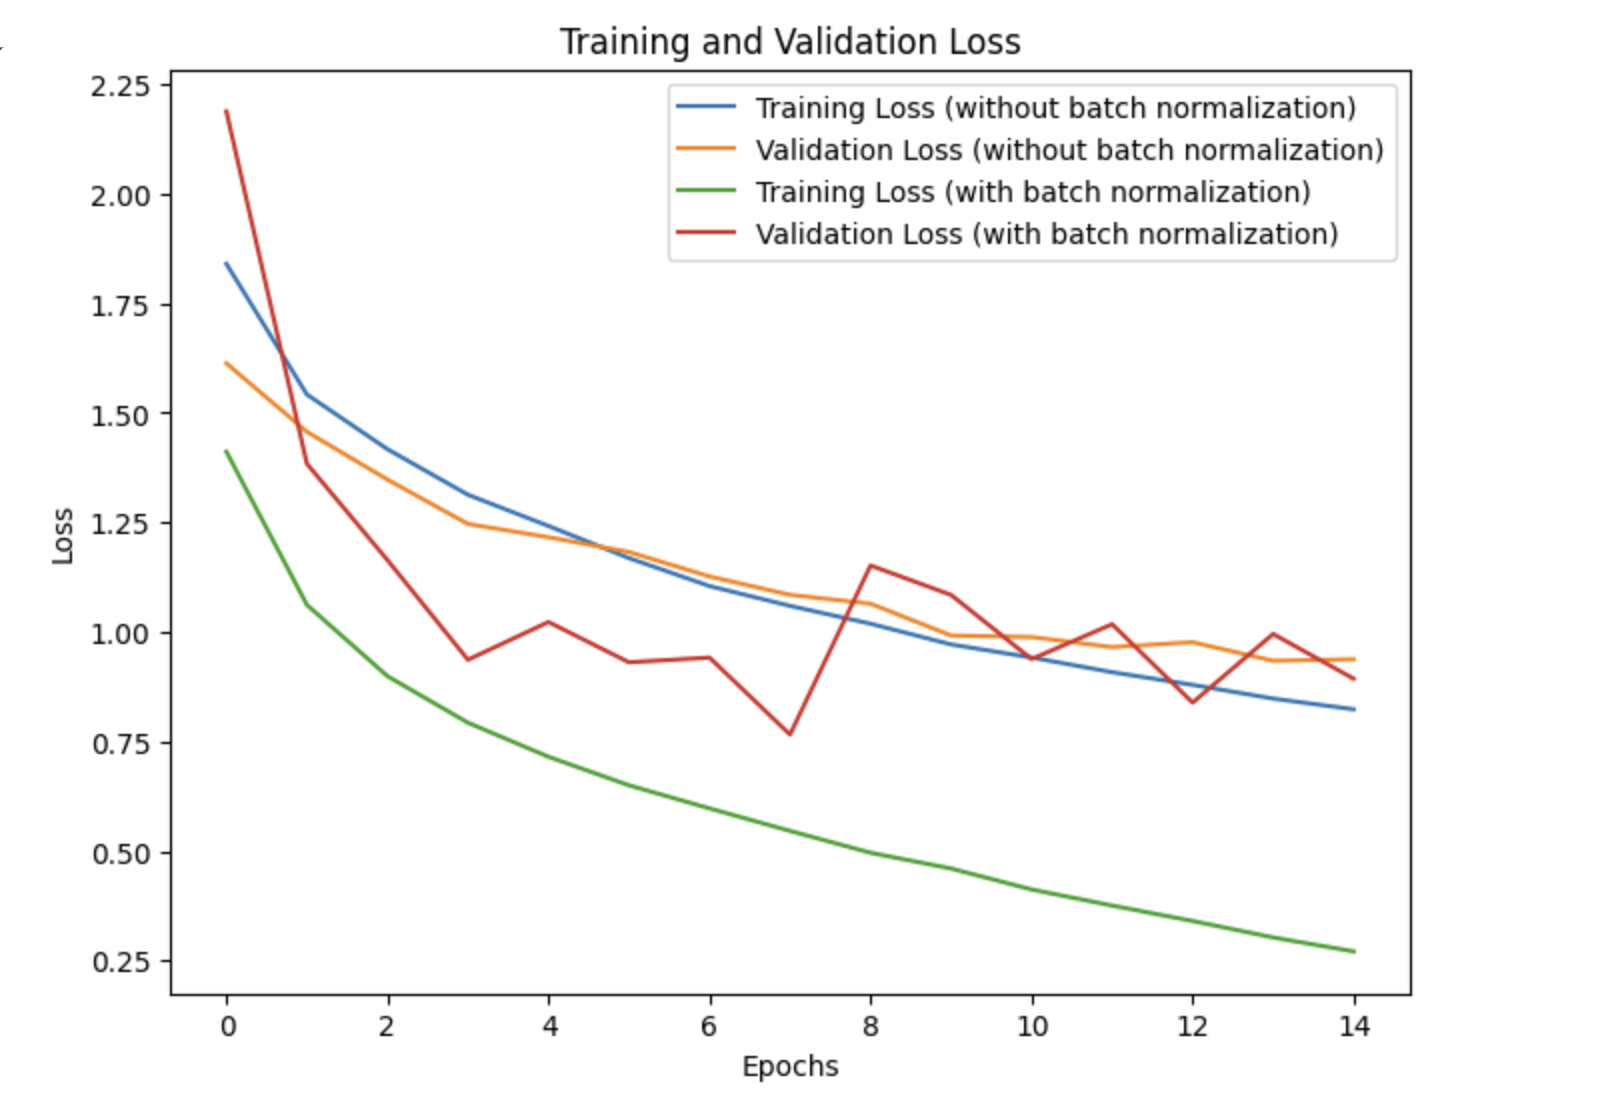 Training and Validation Loss
Training Loss (without batch normalization)
Validation Loss (without batch normalization)
Training Loss (with batch normalization)
Validation Loss (with batch normalization)
2.25
2.00
1.75
1.50
1.25
1.00
0.75
0.50
0.25
Loss
0 2 4 6 8 10 12 14
Epochs